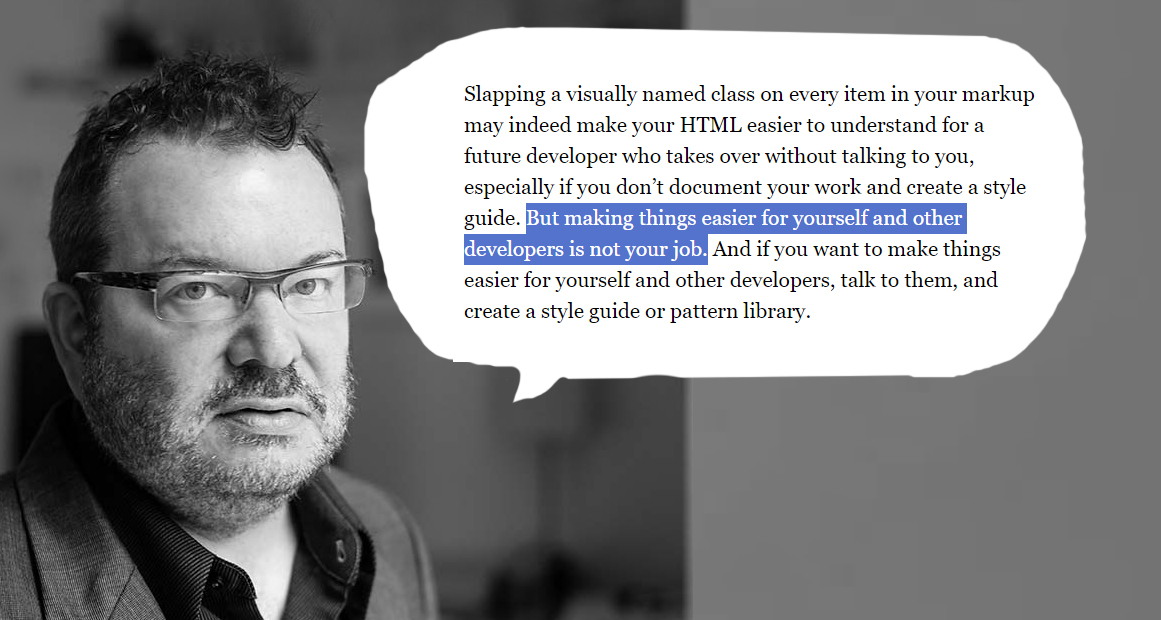 Slapping a visually named class on every item in your markup
may indeed make your HTML easier to understand for a
future developer who takes over without talking to you,
especially if you don’t document your work and create a style
guide. But making things easier for yourself and other
developers is not your job. And if you want to make things
easier for yourself and other developers, talk to them, and
create a style guide or pattern library.